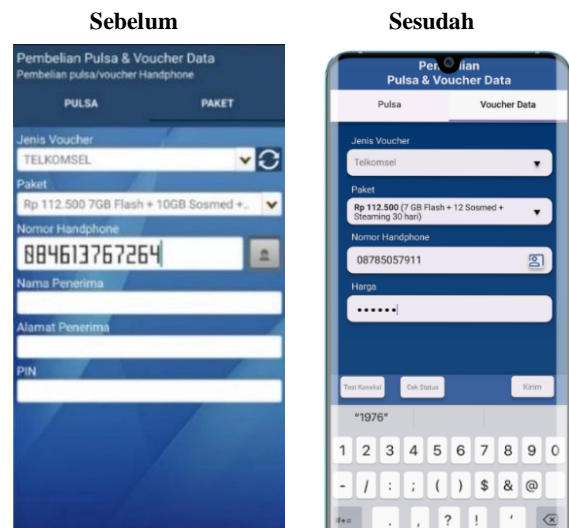 Sebelum
Sesudah
Pembelian Pulsa & Voucher Data
Pembelian pulsa/voucher Handphone
PULSA PAKET
Jenis Voucher
TELKOMSEL
Paket
Rp 112.500 7GB Flash + 10GB Sosmed +..
Nomor Handphone
084613767264
Nama Penerima
Alamat Penerima
PIN
Pulsa & Voucher Data
Pulsa Voucher Data
Jenis Voucher
Telkomsel
Paket
Rp 112.500 (7 GB Flash + 12 Sosmed +
Steaming 30 hari)
Nomor Handphone
08785057911
Harga
••••••
Test Koneksi Cek Status Kirim
"1976"
1 2 3 4 5 6 7 8 9 0
- / : ; ( ) $ & @
. , ? ! '